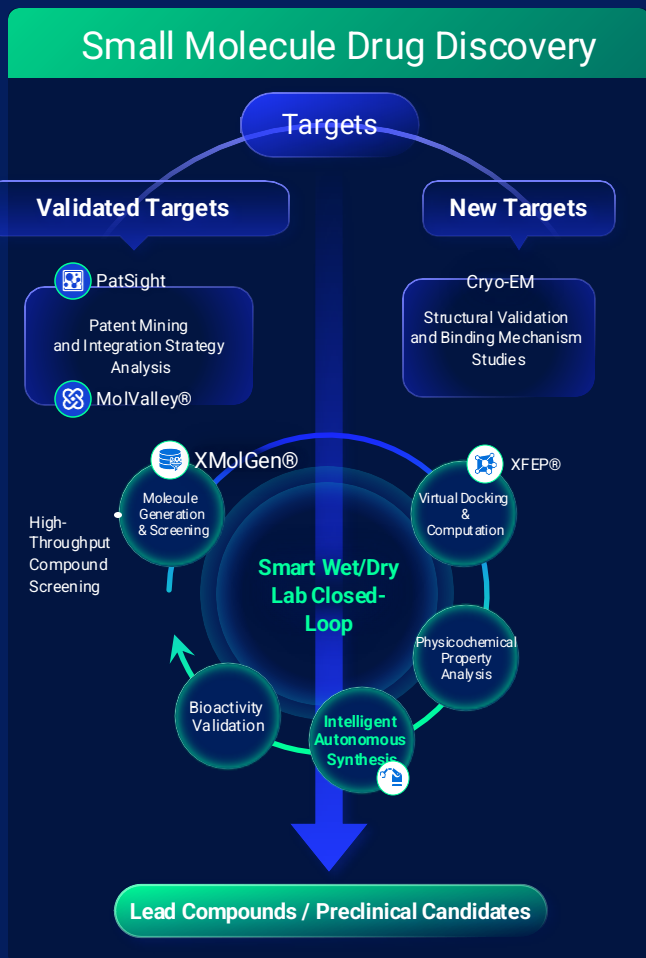 Small Molecule Drug Discovery
Targets
Validated Targets
New Targets
PatSight
Patent Mining
and Integration Strategy
Analysis
MolValley®
Cryo-EM
Structural Validation
and Binding Mechanism
Studies
XMolGen®
Molecule
Generation
& Screening
High-
Throughput
Compound
Screening
XFEP®
Virtual Docking
&
Computation
Smart Wet/Dry
Lab Closed-
Loop
Physicochemical
Property
Analysis
Intelligent
Autonomous
Synthesis
Bioactivity
Validation
Lead Compounds / Preclinical Candidates